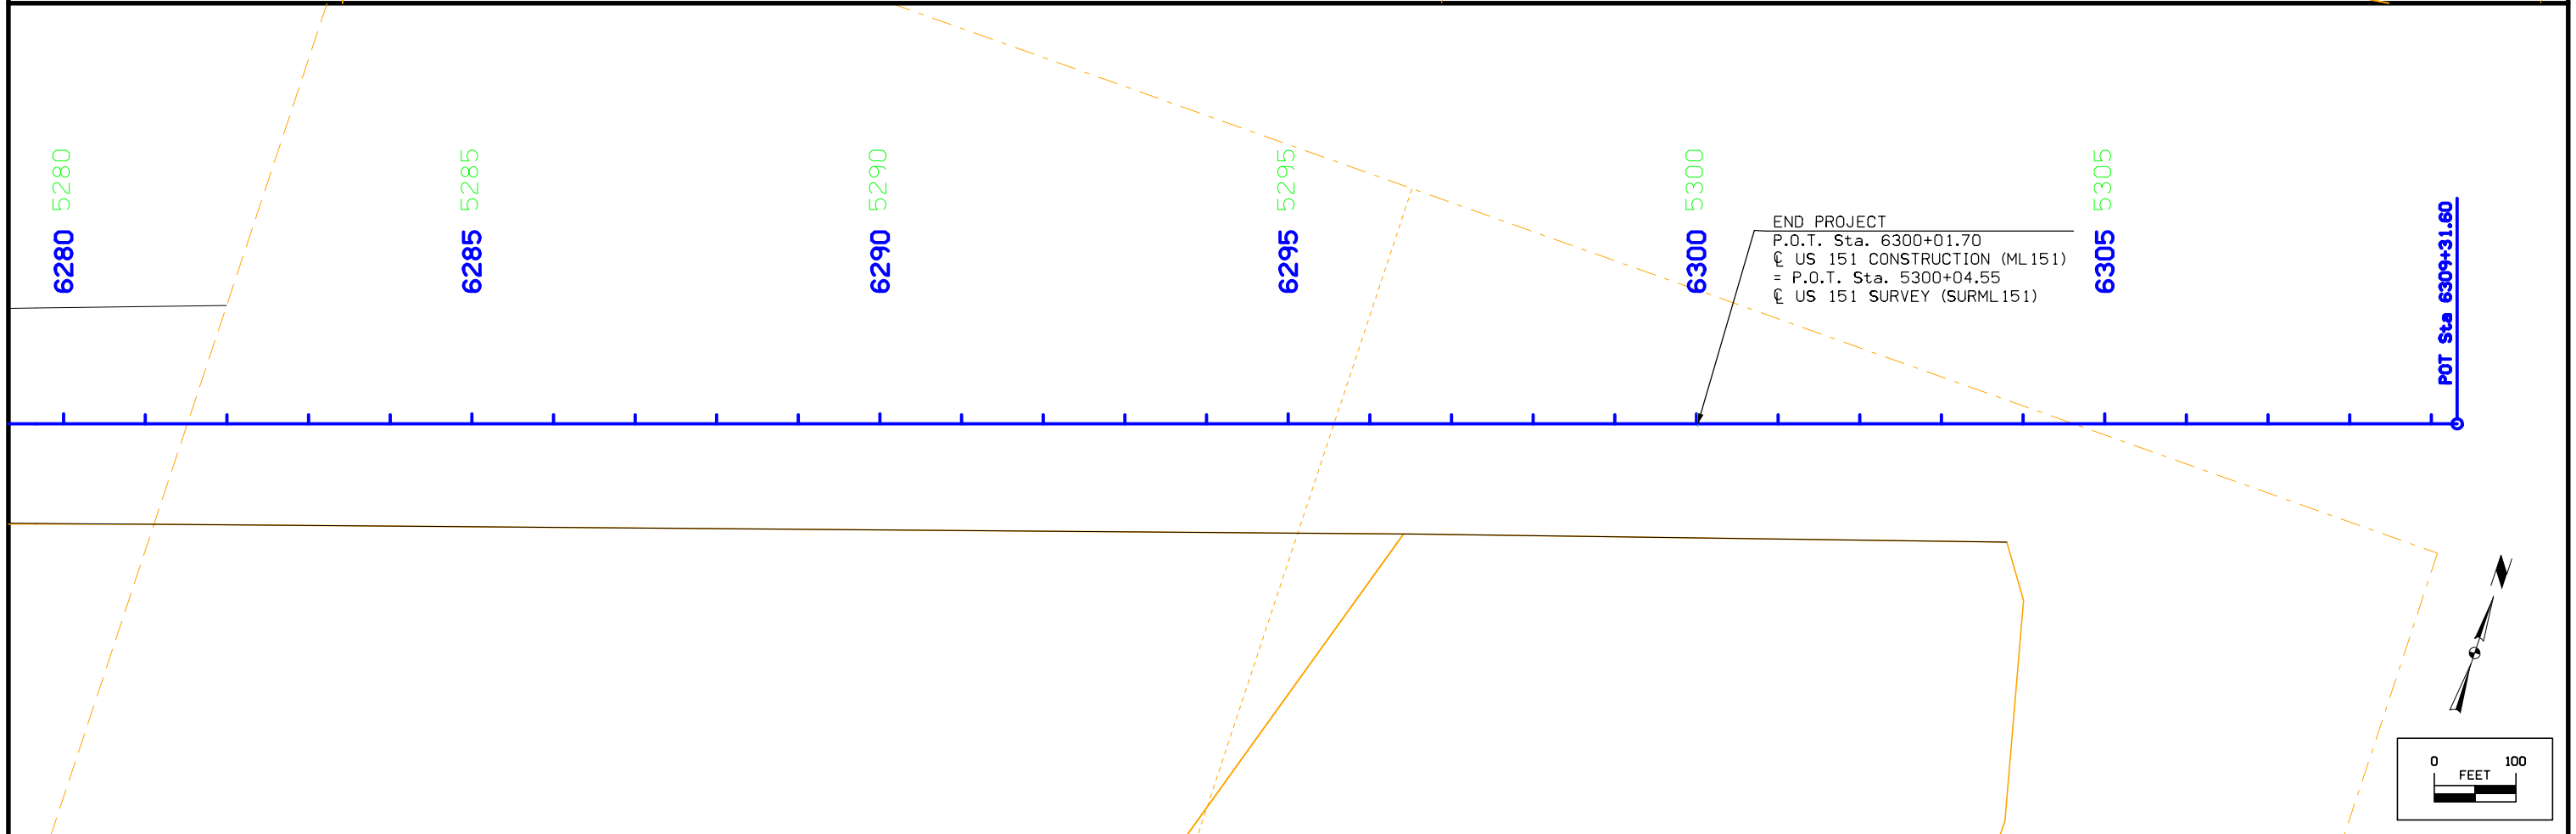 5280
5285
5290
5295
5300
5305
6280
6285
6290
6295
6300
6305
POT Sta 6309+31.60
END PROJECT
P.O.T. Sta. 6300+01.70
℄ US 151 CONSTRUCTION (ML151)
= P.O.T. Sta. 5300+04.55
℄ US 151 SURVEY (SURML151)
0 100
FEET